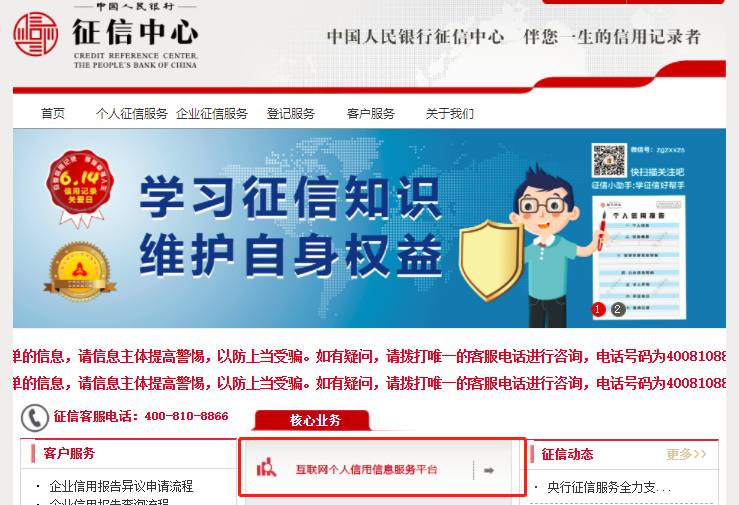 中国人民银行
征信中心
CREDIT REFERENCE CENTER,
THE PEOPLE'S BANK OF CHINA
中国人民银行征信中心 伴您一生的信用记录者
首页 个人征信服务 企业征信服务 登记服务 客户服务 关于我们
6.14
信用记录
关爱日
学习征信知识
维护自身权益
微信号：zgzxxzs
快扫描关注吧
征信小助手:学征信好帮手
个人信用报告
1 2
单的信息，请信息主体提高警惕，以防上当受骗。如有疑问，请拨打唯一的客服电话进行咨询，电话号码为40081088
单的信息，请信息主体提高警惕，以防上当受骗。如有疑问，请拨打唯一的客服电话进行咨询，电话号码为40081088
征信客服电话：400-810-8866
核心业务
客户服务
互联网个人信用信息服务平台
征信动态 更多>>
· 企业信用报告异议申请流程
· 央行征信服务全力支...
企业信用报告查询流程